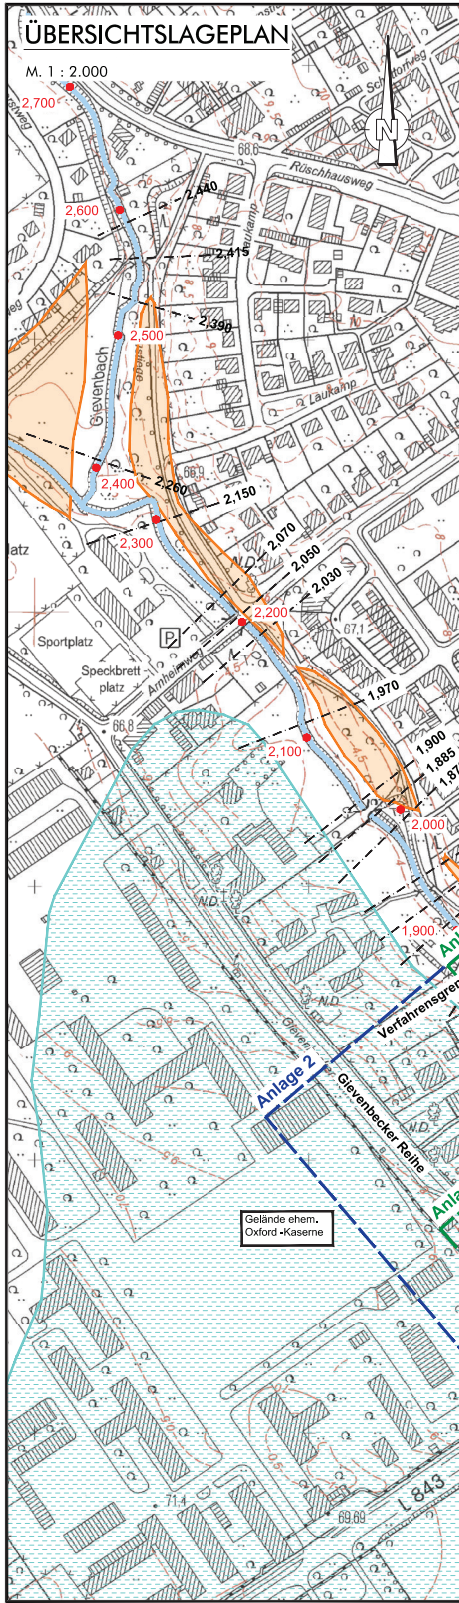 ÜBERSICHTSLAGEPLAN
M. 1 : 2.000
2,700
N
68.6
Rüschhausweg
2,600
2,440
Laukamp
2,415
2,390
2,500
Gievenbach
Laukamp
2,400
2,260
66.9
2,150
2,300
N.D.
2,070
2,050
2,030
2,200
67,1
P
Sportplatz
Speckbrett
platz
Arnheimweg
66.8
1.970
2,100
1.900
1.885
2,000
N.D.
1,900
N.D.
Verfahrensgren
Anlage 2
Gievenbecker Reihe
N.D.
Gelände ehem.
Oxford -Kaserne
71.4
69.69
L 843